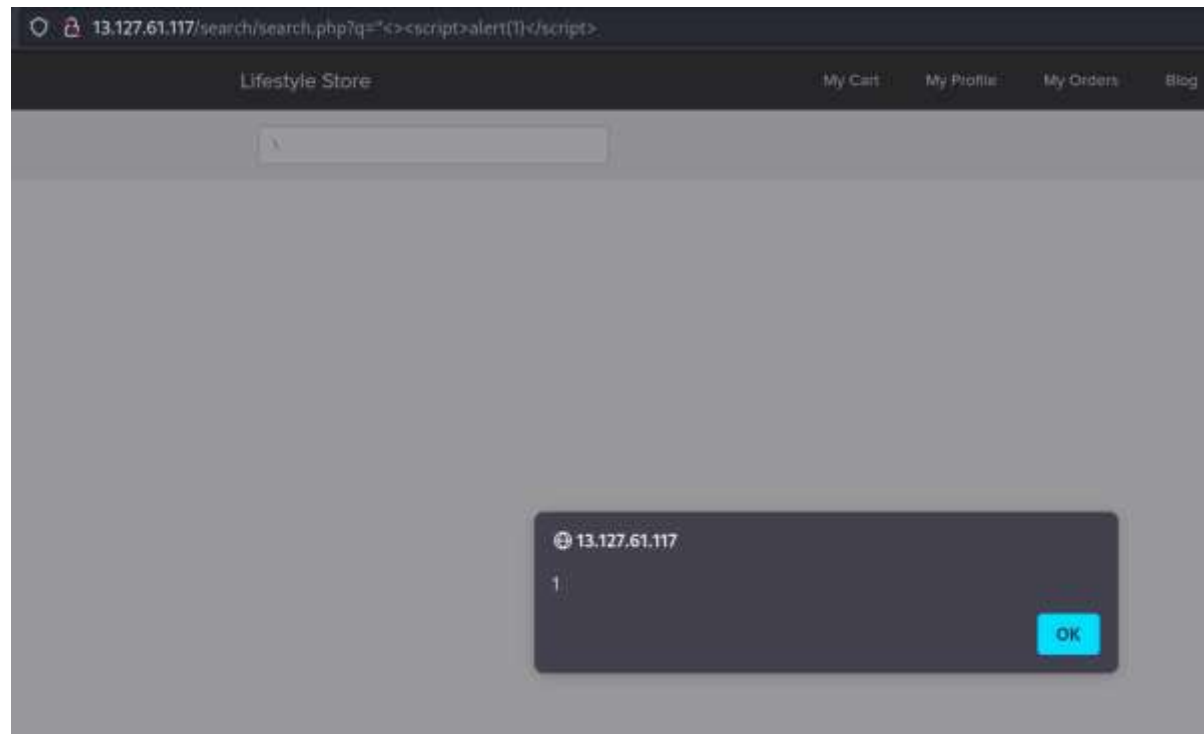 13.127.61.117/search/search.php?q="<><script>alert(1)</script>
Lifestyle Store My Cart My Profile My Orders Blog
\
13.127.61.117
1
OK